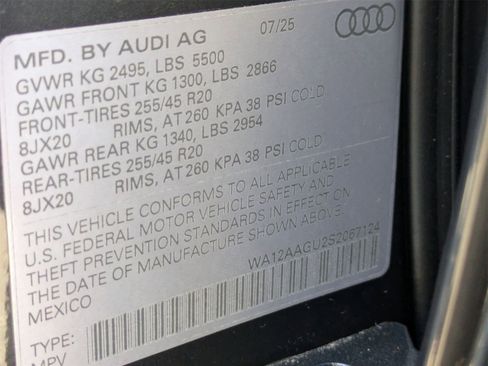 MFD. BY AUDI AG 07/25
GVWR KG 2495, LBS 5500
GAWR FRONT KG 1300, LBS 2866
FRONT-TIRES 255/45 R20
8JX20 RIMS, AT 260 KPA 38 PSI COLD
GAWR REAR KG 1340, LBS 2954
REAR-TIRES 255/45 R20
8JX20 RIMS, AT 260 KPA 38 PSI COLD
THIS VEHICLE CONFORMS TO ALL APPLICABLE
U.S. FEDERAL MOTOR VEHICLE SAFETY AND
THEFT PREVENTION STANDARDS IN EFFECT ON
THE DATE OF MANUFACTURE SHOWN ABOVE.
MEXICO WA12AAGU2S2067124
TYPE:
MPV